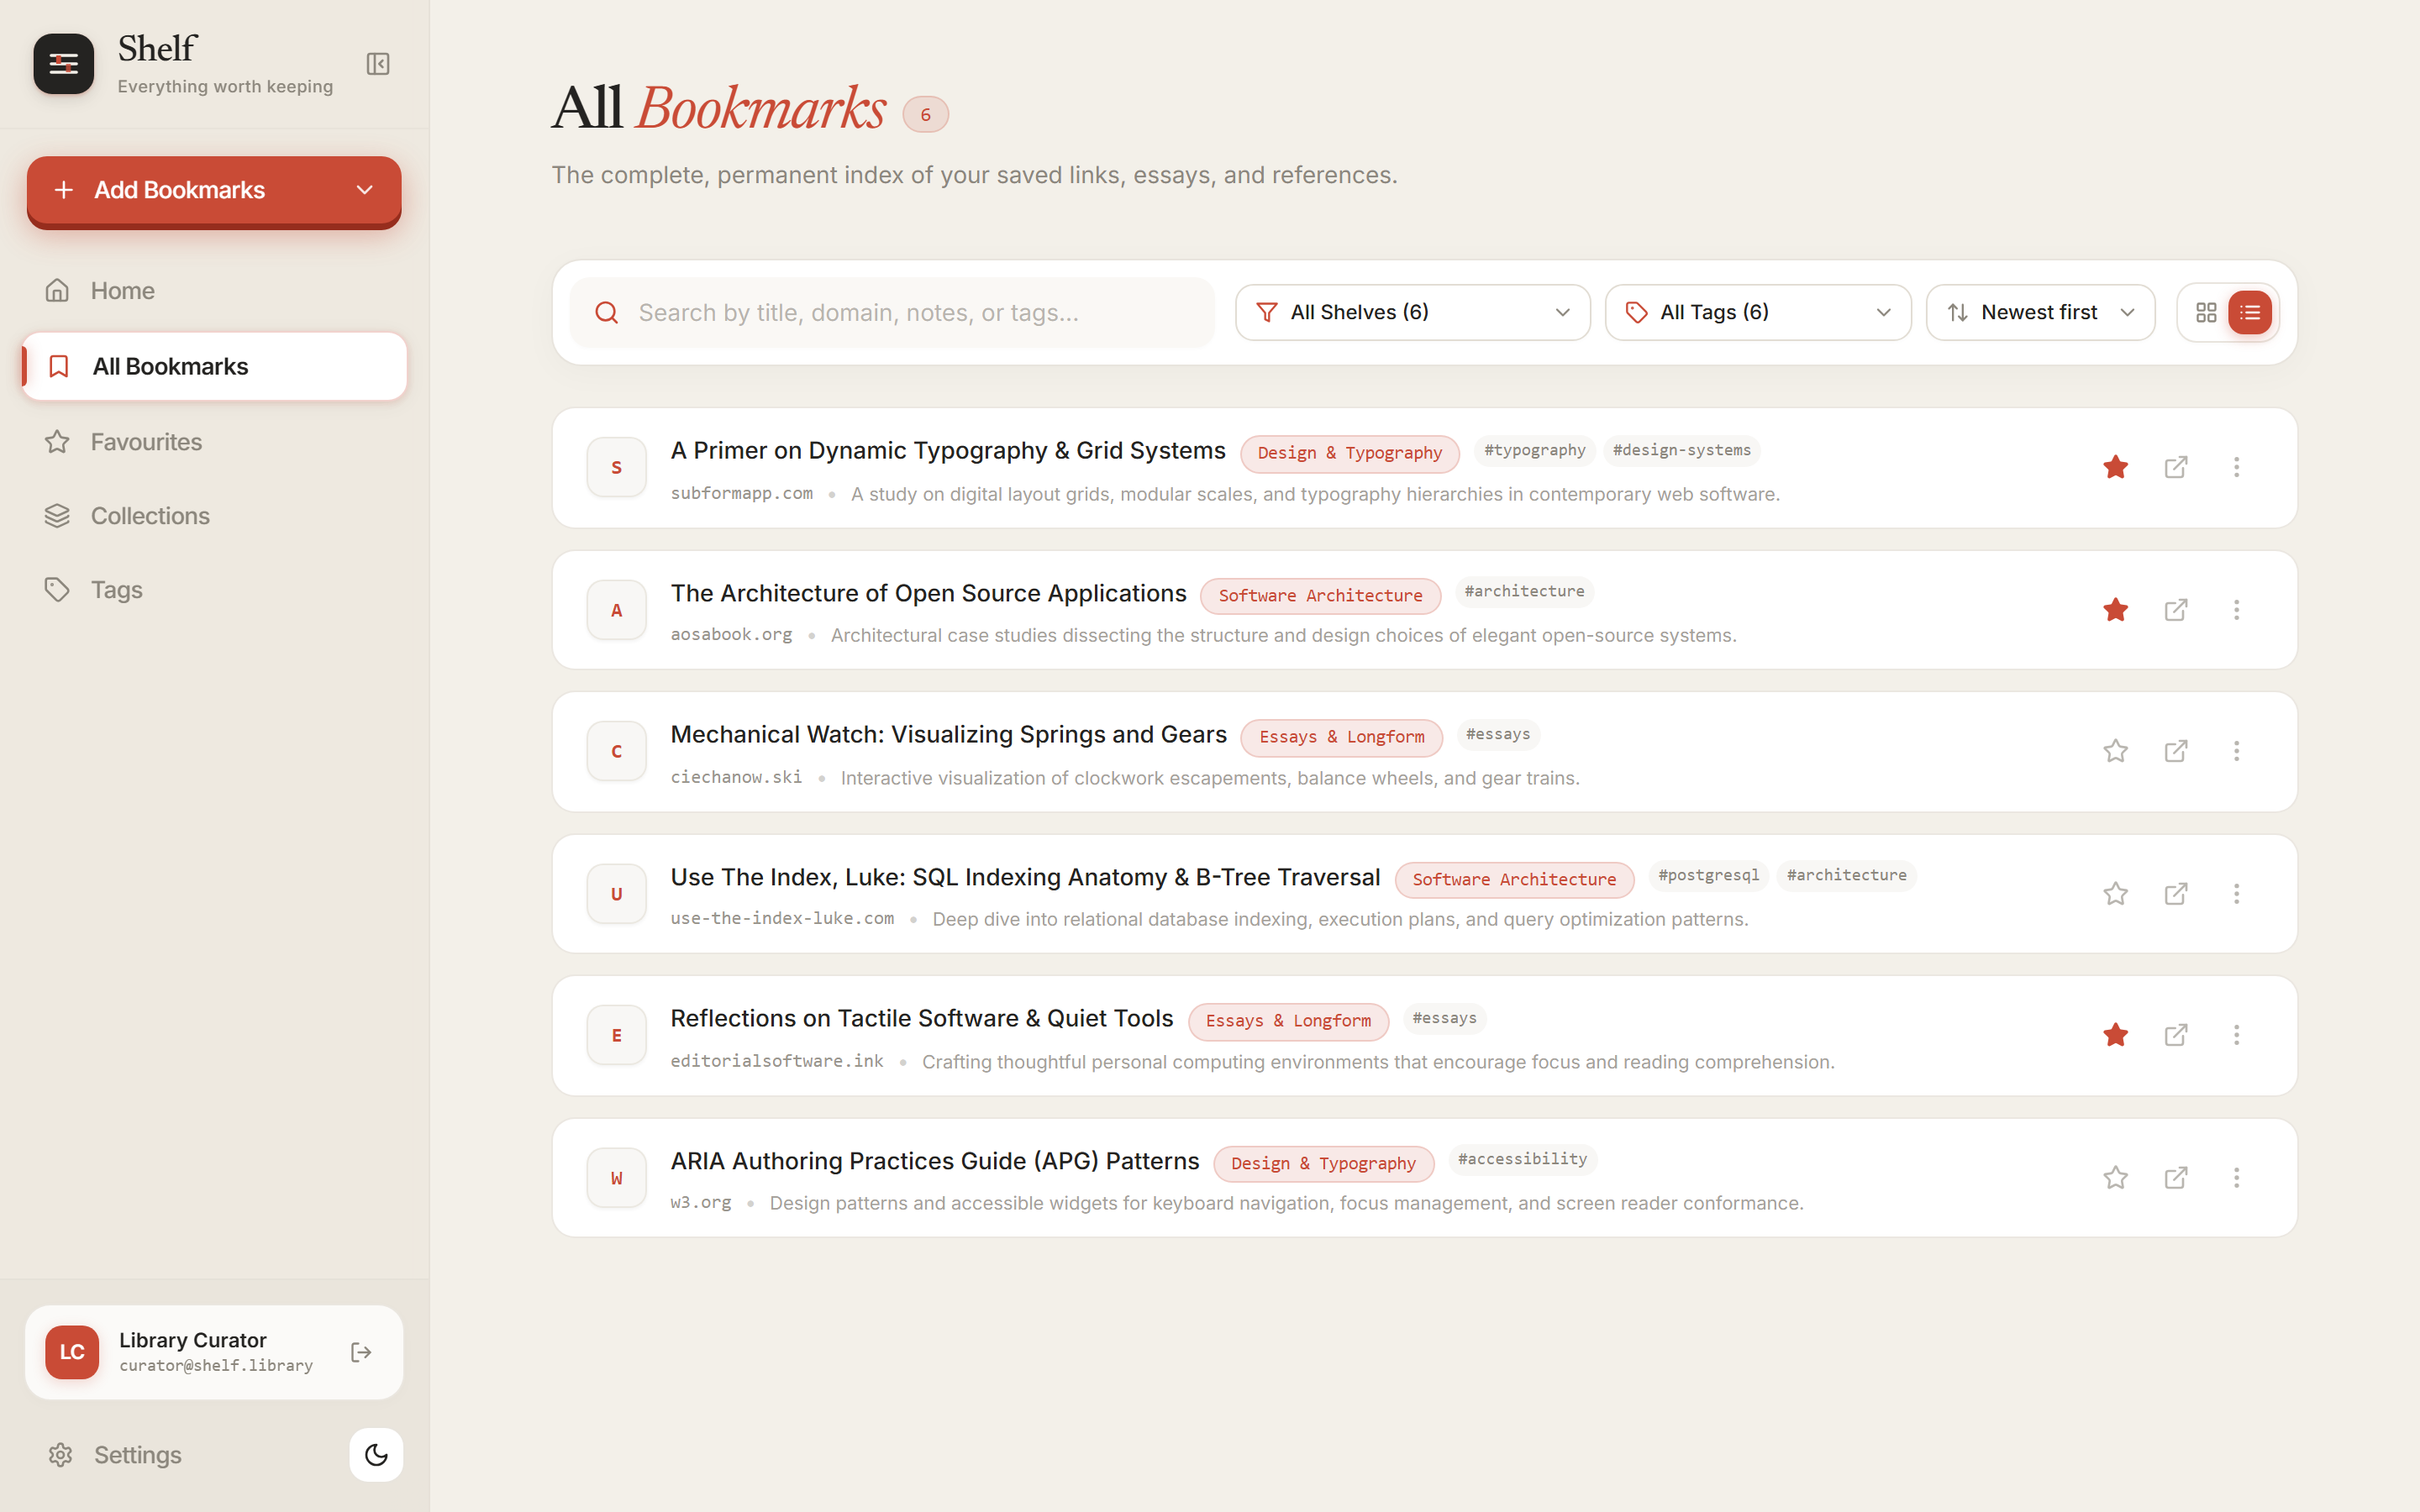 Shelf
Everything worth keeping
Add Bookmarks
Home
All Bookmarks
Favourites
Collections
Tags
Library Curator
LC
curator@shelf.library
Settings
All Bookmarks 6
The complete, permanent index of your saved links, essays, and references.
Search by title, domain, notes, or tags... All Shelves (6) All Tags (6) Newest first
S
A Primer on Dynamic Typography & Grid Systems Design & Typography #typography #design-systems
subformapp.com • A study on digital layout grids, modular scales, and typography hierarchies in contemporary web software.
A
The Architecture of Open Source Applications Software Architecture #architecture
aosabook.org • Architectural case studies dissecting the structure and design choices of elegant open-source systems.
C
Mechanical Watch: Visualizing Springs and Gears Essays & Longform #essays
ciechanow.ski • Interactive visualization of clockwork escapements, balance wheels, and gear trains.
U
Use The Index, Luke: SQL Indexing Anatomy & B-Tree Traversal Software Architecture #postgresql #architecture
use-the-index-luke.com • Deep dive into relational database indexing, execution plans, and query optimization patterns.
E
Reflections on Tactile Software & Quiet Tools Essays & Longform #essays
editorialsoftware.ink • Crafting thoughtful personal computing environments that encourage focus and reading comprehension.
W
ARIA Authoring Practices Guide (APG) Patterns Design & Typography #accessibility
w3.org • Design patterns and accessible widgets for keyboard navigation, focus management, and screen reader conformance.